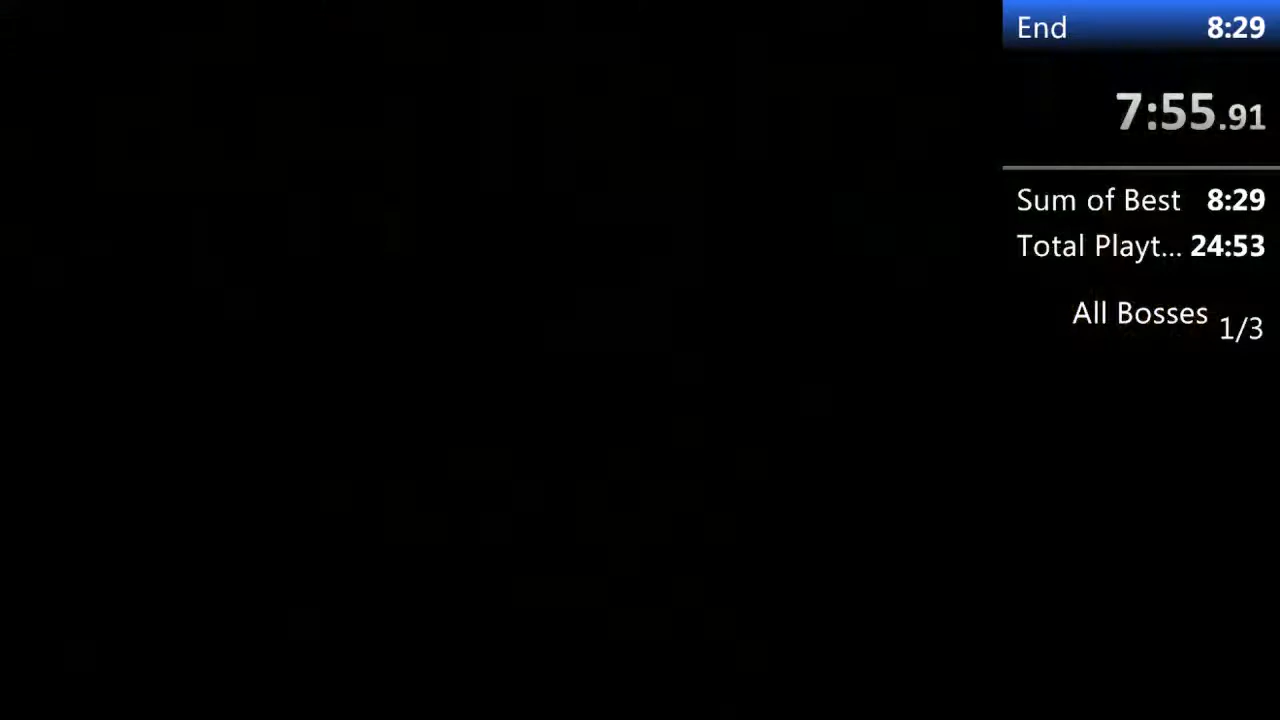 End 8:29
7:55.91
Sum of Best 8:29
Total Playt... 24:53
All Bosses 1/3